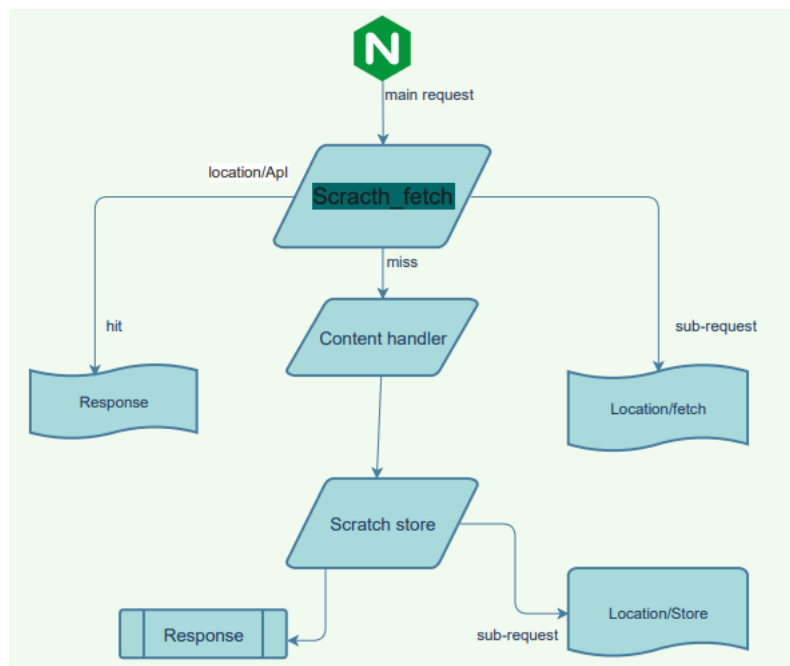 N
main request
location/ApI
Scracth_fetch
miss
hit
Content handler
sub-request
Response
Location/fetch
Scratch store
Location/Store
Response
sub-request